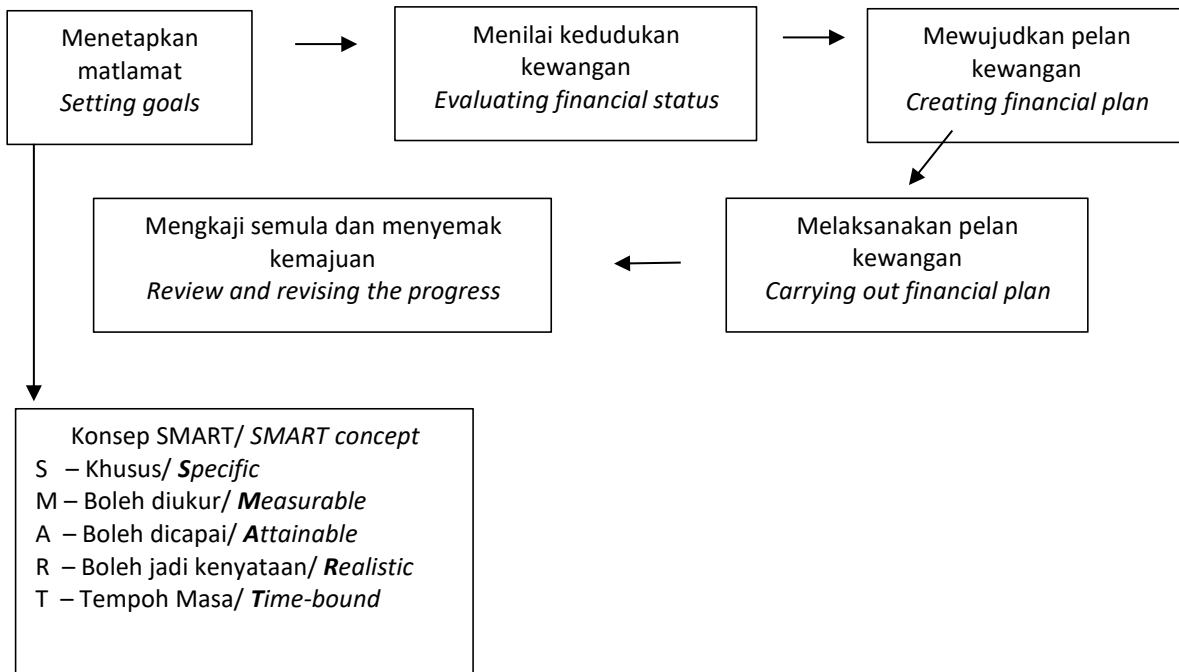 Menetapkan
matlamat
Setting goals
Menilai kedudukan
kewangan
Evaluating financial status
Mewujudkan pelan
kewangan
Creating financial plan
Melaksanakan pelan
kewangan
Carrying out financial plan
Mengkaji semula dan menyemak
kemajuan
Review and revising the progress
Konsep SMART/ SMART concept
S – Khusus/ Specific
M – Boleh diukur/ Measurable
A – Boleh dicapai/ Attainable
R – Boleh jadi kenyataan/ Realistic
T – Tempoh Masa/ Time-bound